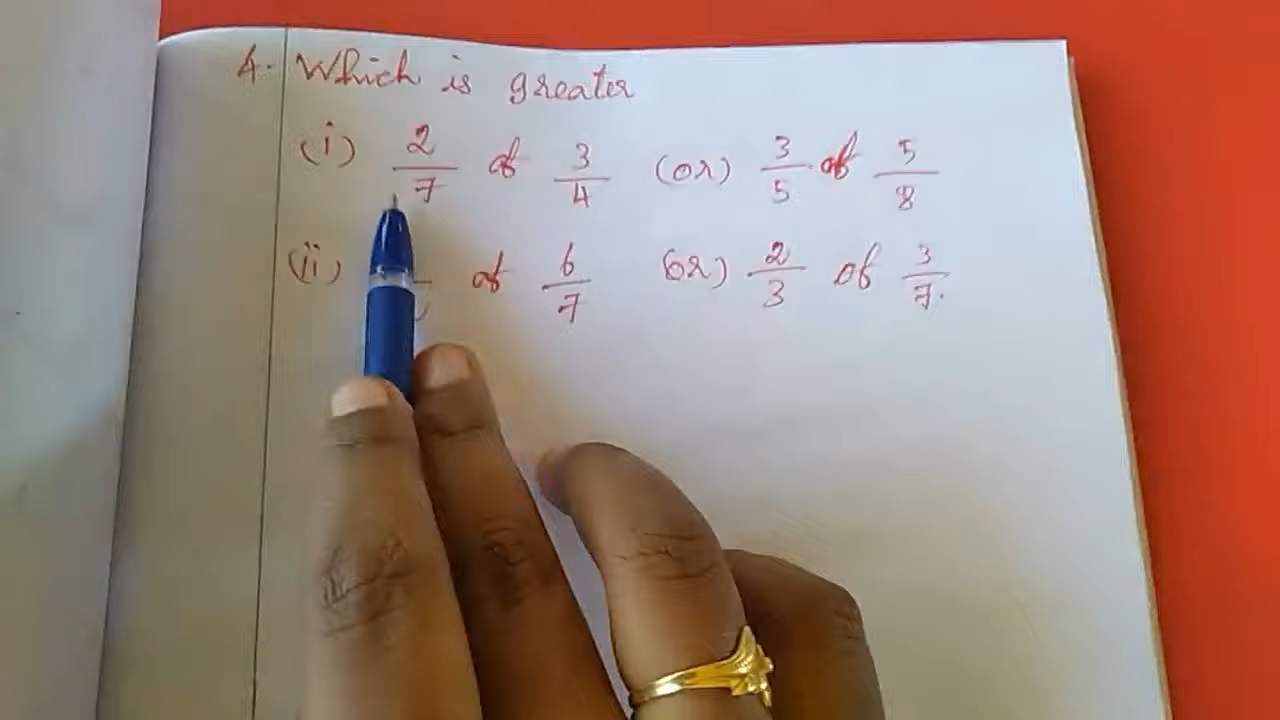 4. Which is greater
(i) 2/7 of 3/4 (or) 3/5 of 5/8
(ii) of 6/7 (or) 2/3 of 3/7.